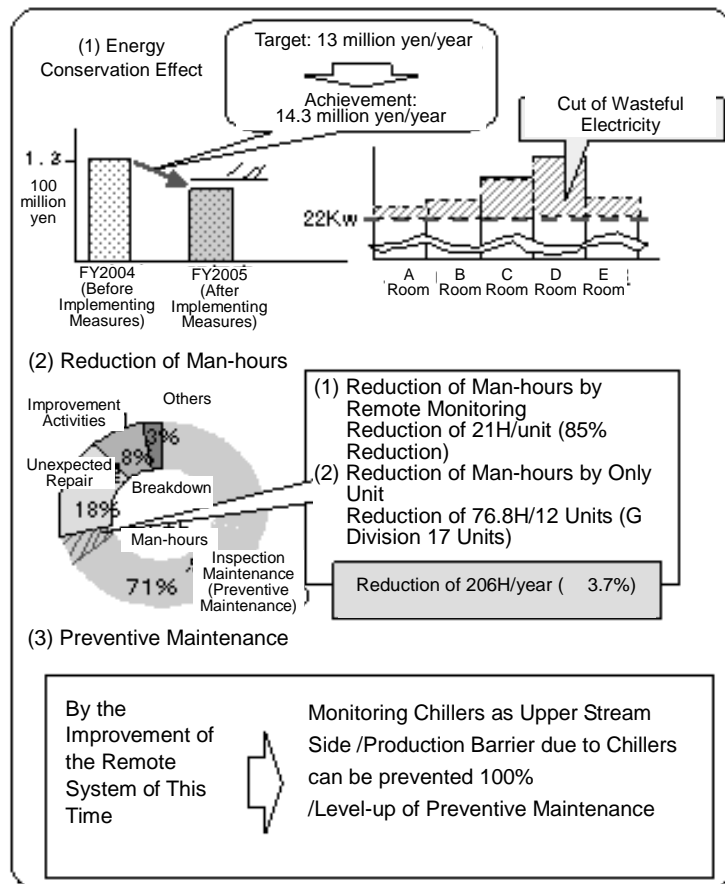 (1) Energy
Conservation Effect
Target: 13 million yen/year
Achievement:
14.3 million yen/year
Cut of Wasteful
Electricity
100
million
yen
22Kw
FY2004
(Before
Implementing
Measures)
FY2005
(After
Implementing
Measures)
A
Room
B
Room
C
Room
D
Room
E
Room
(2) Reduction of Man-hours
Improvement
Activities
Others
3%
8%
Unexpected
Repair
Breakdown
18%
Man-hours
71%
Inspection
Maintenance
(Preventive
Maintenance)
(1) Reduction of Man-hours by
Remote Monitoring
Reduction of 21H/unit (85%
Reduction)
(2) Reduction of Man-hours by Only
Unit
Reduction of 76.8H/12 Units (G
Division 17 Units)
Reduction of 206H/year ( 3.7%)
(3) Preventive Maintenance
By the
Improvement of
the Remote
System of This
Time
Monitoring Chillers as Upper Stream
Side /Production Barrier due to Chillers
can be prevented 100%
/Level-up of Preventive Maintenance